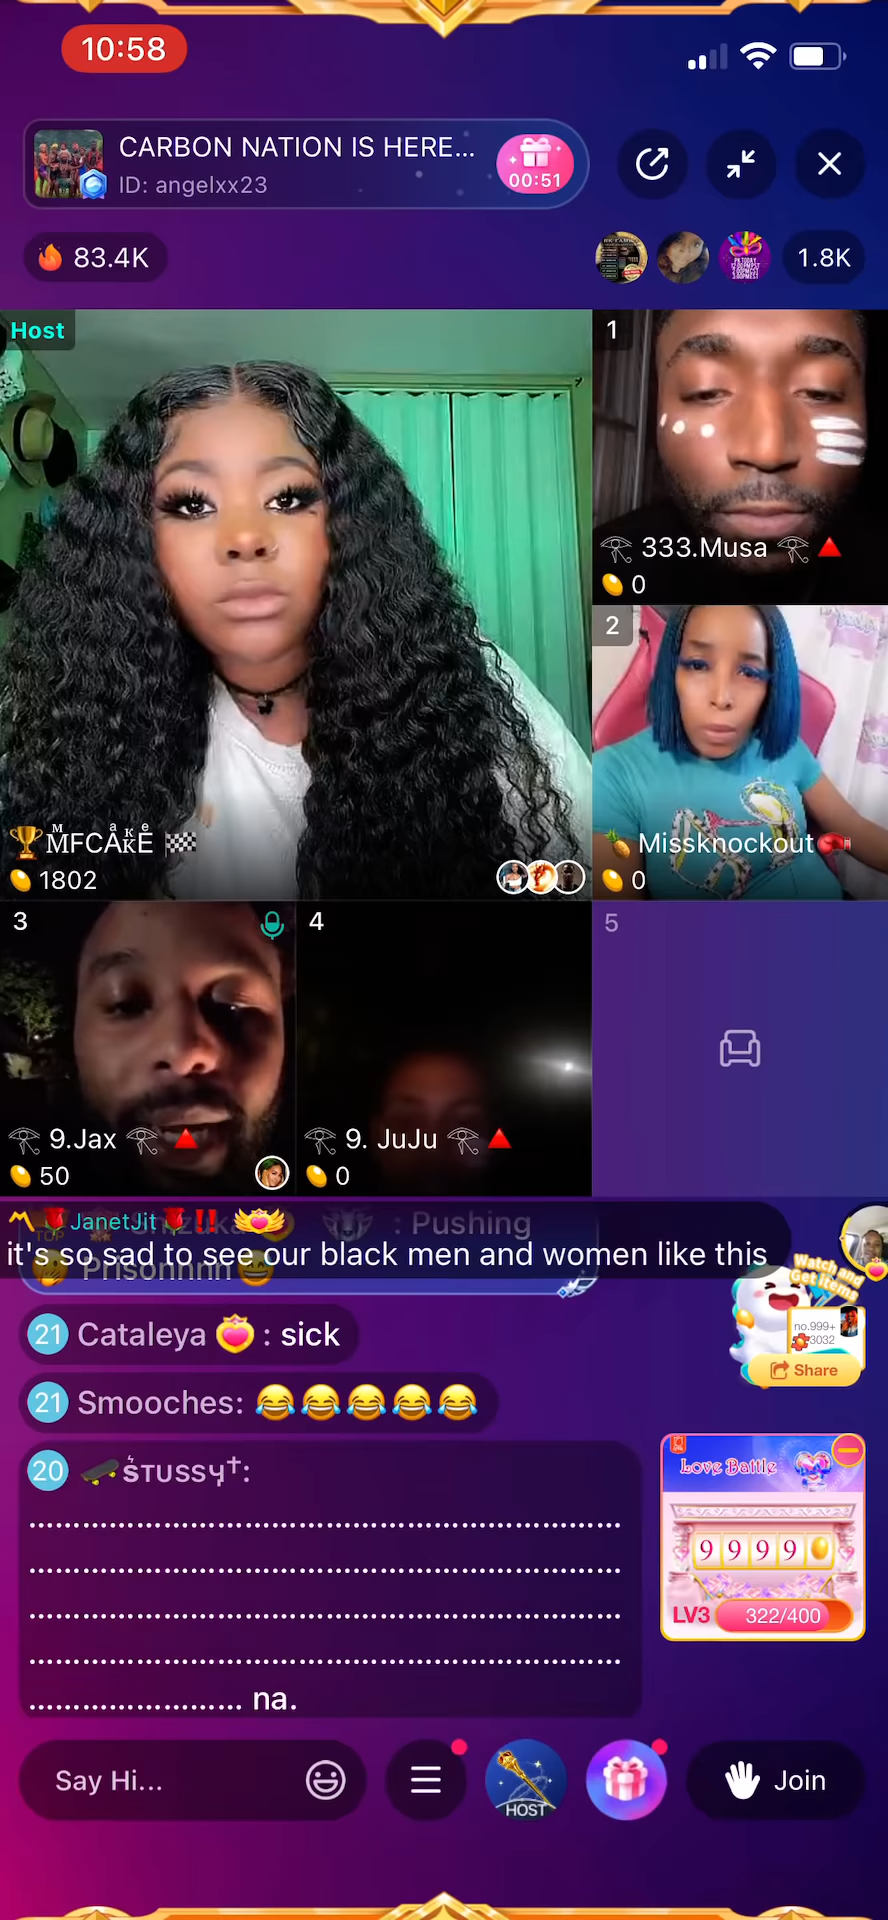 10:58
CARBON NATION IS HERE...
ID: angelxx23
00:51
83.4K
1.8K
Host
1
333.Musa
0
2
MFCAKE
1802
Missknockout
0
3
4
5
9.Jax
50
9. JuJu
0
JanetJit
: Pushing
it's so sad to see our black men and women like this
Prisonnnn
Watch and
Get items
no.999+
3032
Share
21 Cataleya : sick
21 Smooches: 😂😂😂😂😂
20 STUSSY†:
Love Battle
9 9 9 9
LV3 322/400
na.
Say Hi...
HOST
Join